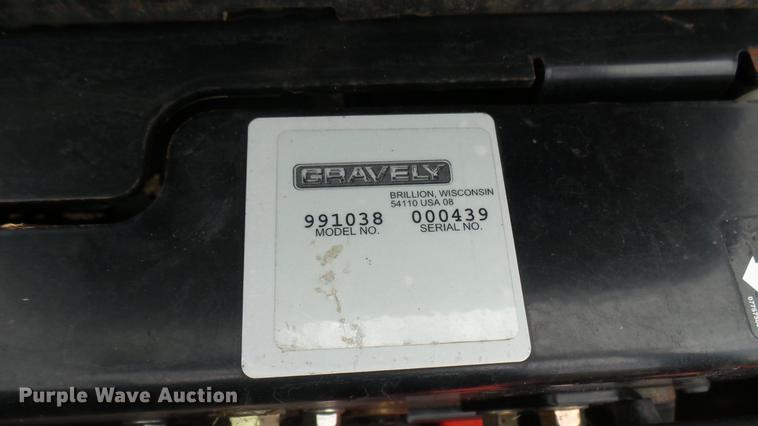 GRAVELY
BRILLION, WISCONSIN
54110 USA 08
991038 000439
MODEL NO. SERIAL NO.
Purple Wave Auction